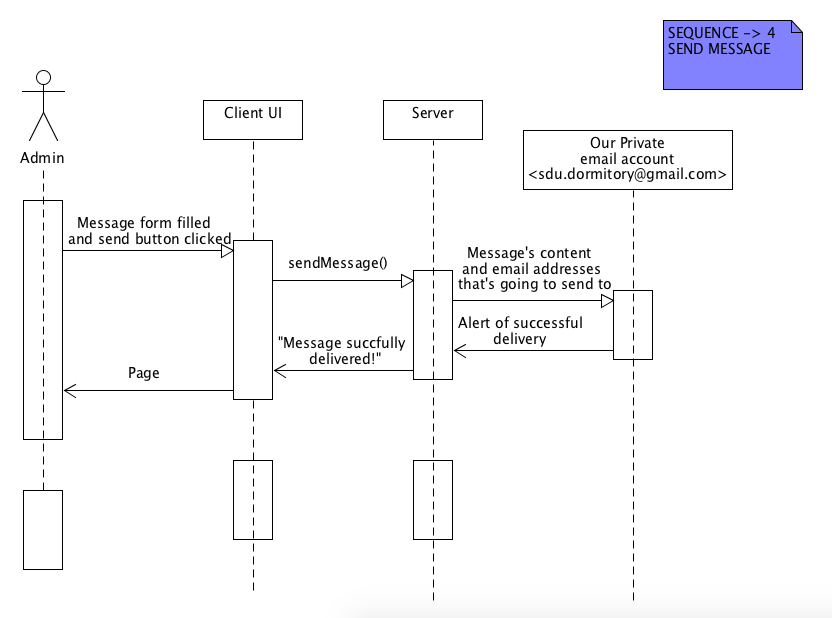 SEQUENCE -> 4
SEND MESSAGE
Client UI
Server
Our Private
email account
<sdu.dormitory@gmail.com>
Admin
Message form filled
and send button clicked
sendMessage()
Message's content
and email addresses
that's going to send to
Alert of successful
delivery
"Message succfully
delivered!"
Page